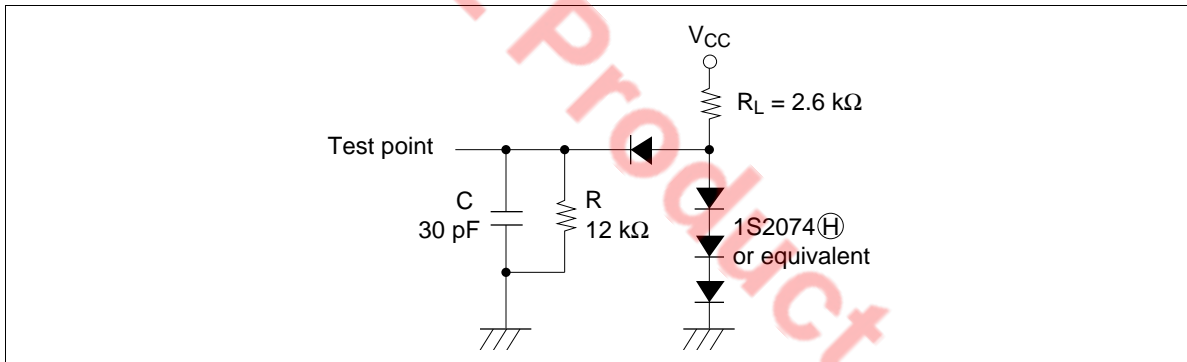 L Product
VCC
RL = 2.6 kΩ
Test point
C
30 pF
R
12 kΩ
1S2074Ⓗ
or equivalent